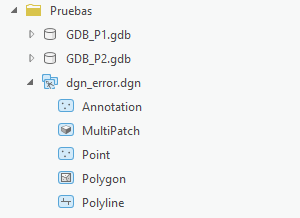 Pruebas
GDB_P1.gdb
GDB_P2.gdb
dgn_error.dgn
Annotation
MultiPatch
Point
Polygon
Polyline